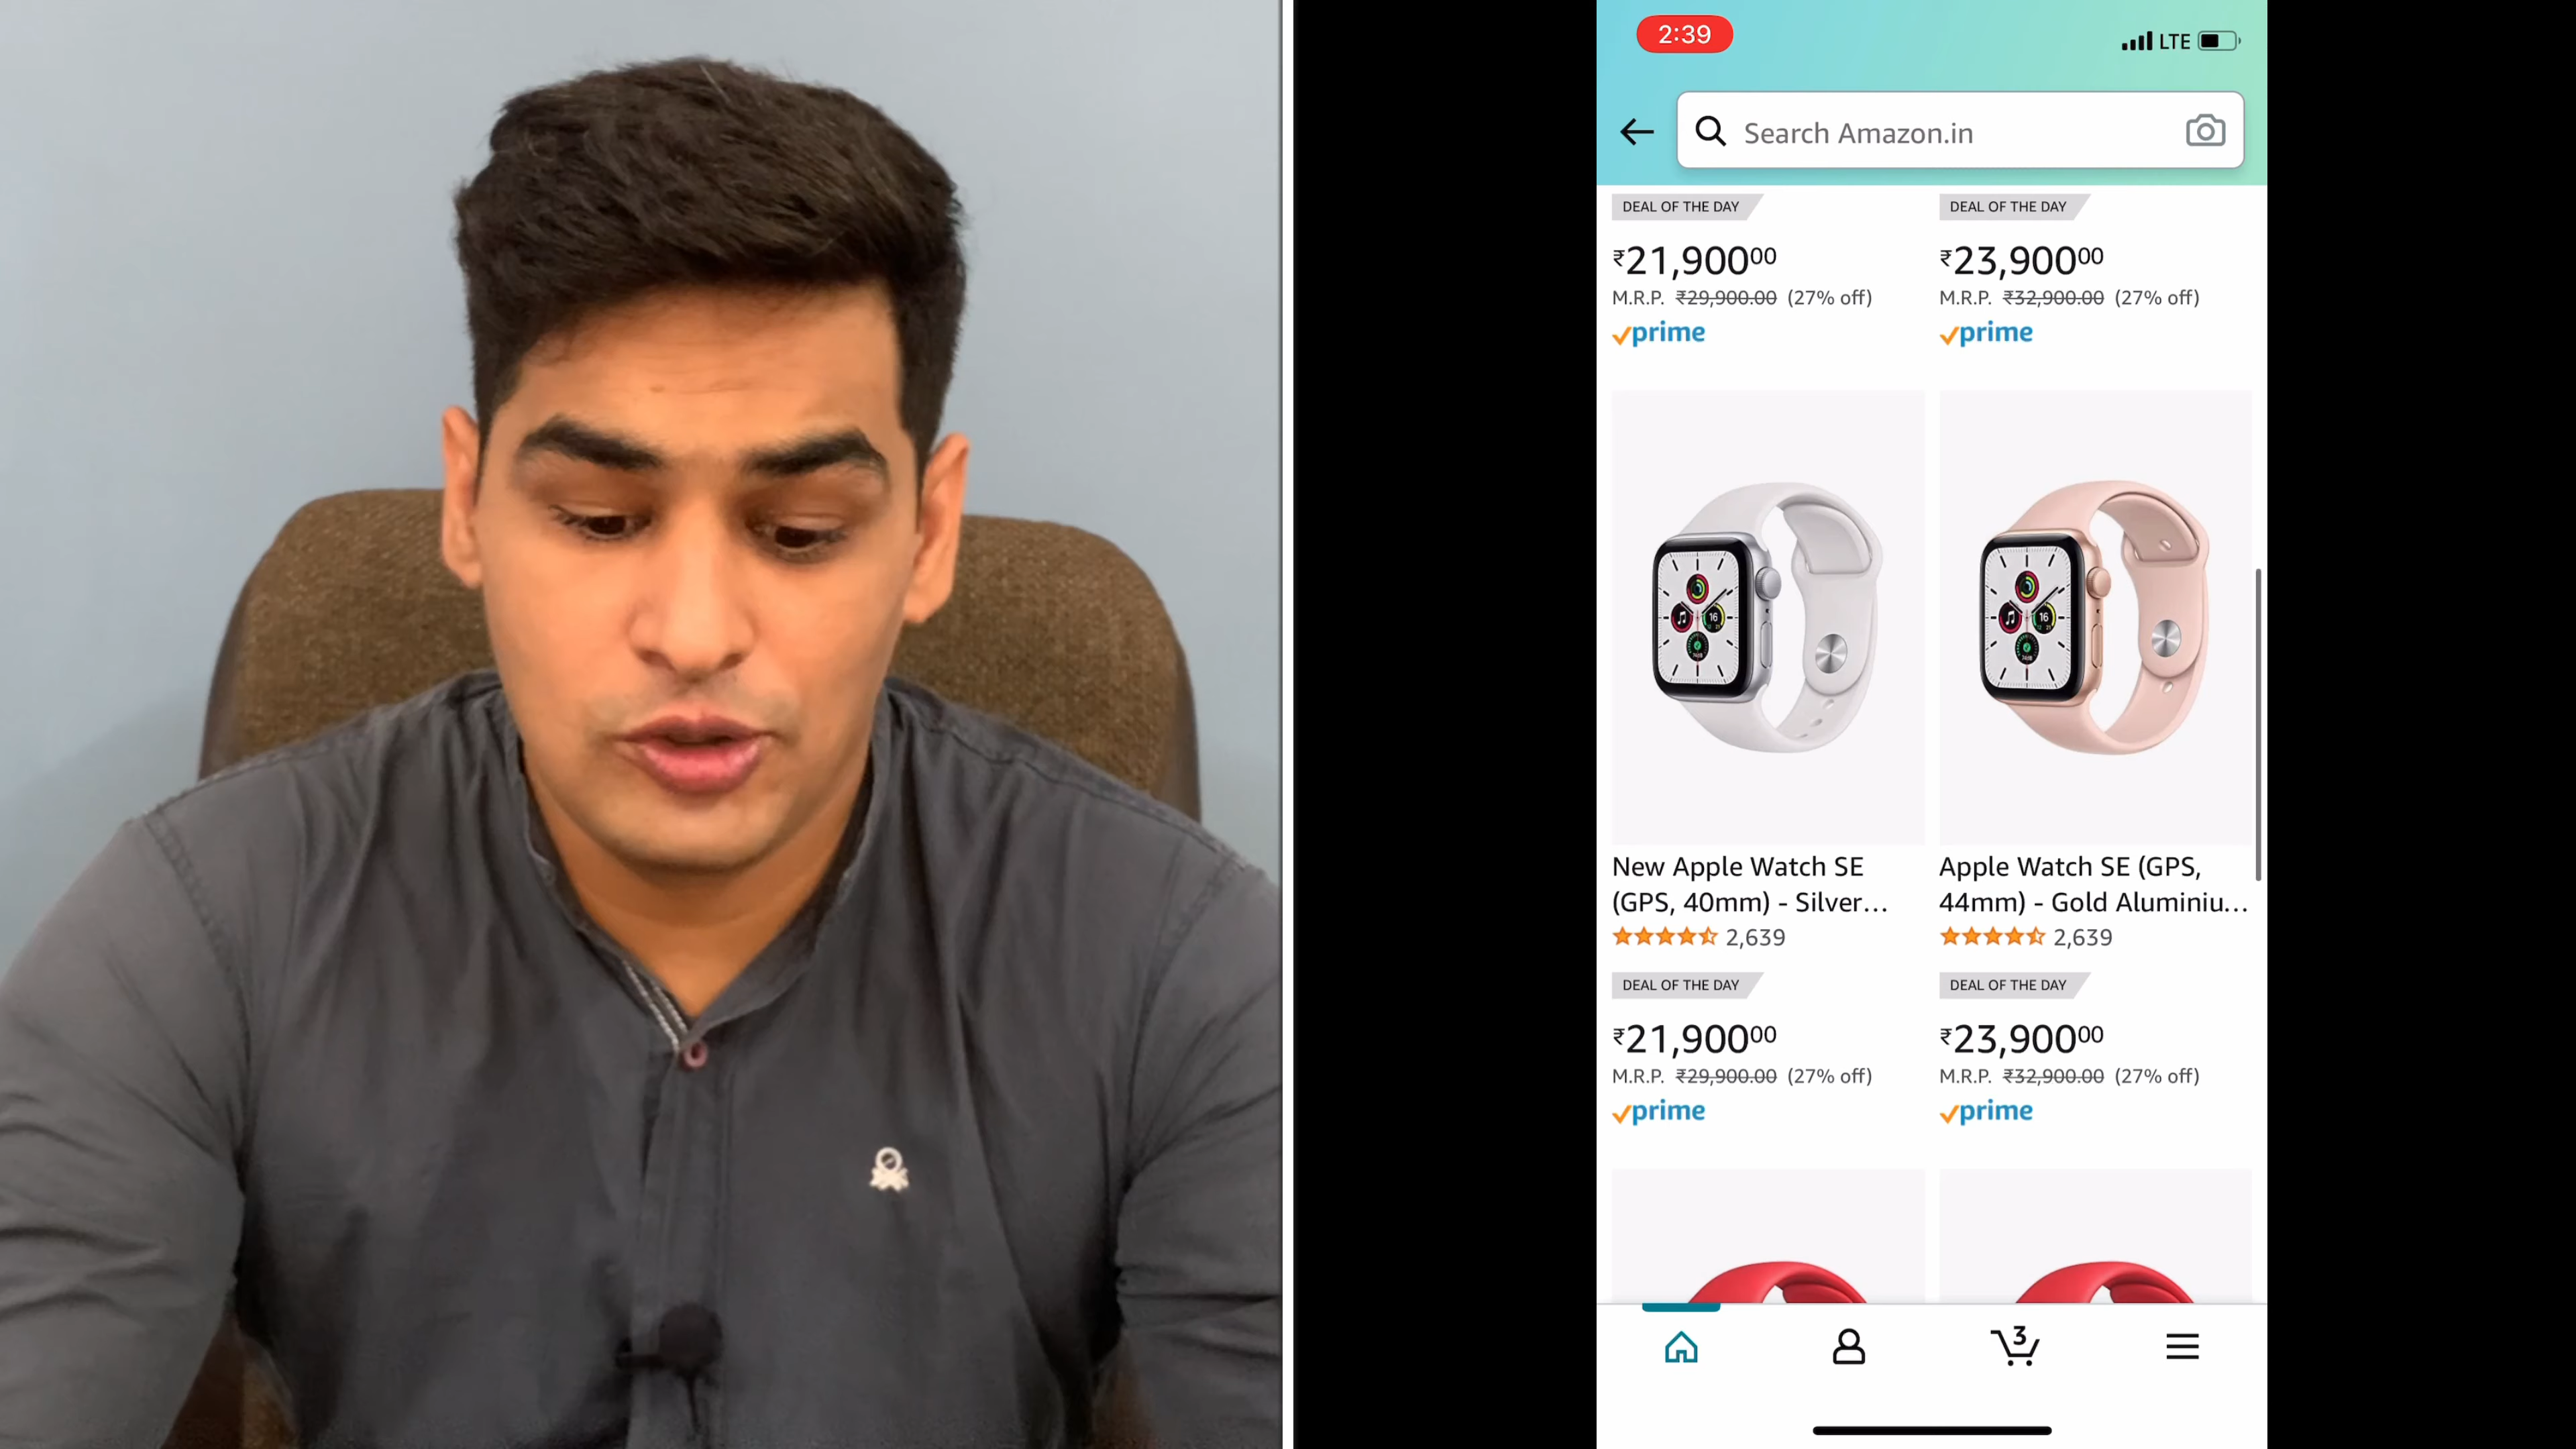 2:39
LTE
Search Amazon.in
DEAL OF THE DAY
₹21,90000
M.R.P. ₹29,900.00 (27% off)
prime
DEAL OF THE DAY
₹23,90000
M.R.P. ₹32,900.00 (27% off)
prime
16
16
New Apple Watch SE
(GPS, 40mm) - Silver...
2,639
DEAL OF THE DAY
₹21,90000
M.R.P. ₹29,900.00 (27% off)
prime
Apple Watch SE (GPS,
44mm) - Gold Aluminiu...
2,639
DEAL OF THE DAY
₹23,90000
M.R.P. ₹32,900.00 (27% off)
prime
3